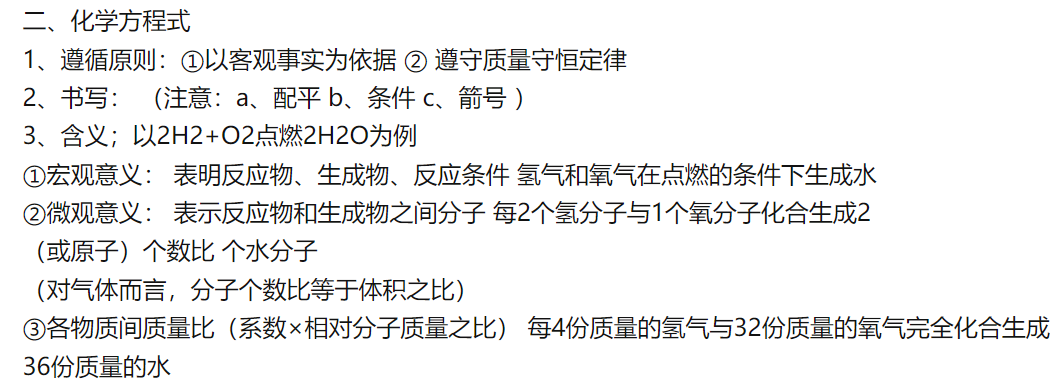 二、化学方程式
1、遵循原则：①以客观事实为依据 ② 遵守质量守恒定律
2、书写： （注意：a、配平 b、条件 c、箭号 ）
3、含义；以2H2+O2点燃2H2O为例
①宏观意义： 表明反应物、生成物、反应条件 氢气和氧气在点燃的条件下生成水
②微观意义： 表示反应物和生成物之间分子 每2个氢分子与1个氧分子化合生成2
（或原子）个数比 个水分子
（对气体而言，分子个数比等于体积之比）
③各物质间质量比（系数×相对分子质量之比） 每4份质量的氢气与32份质量的氧气完全化合生成
36份质量的水